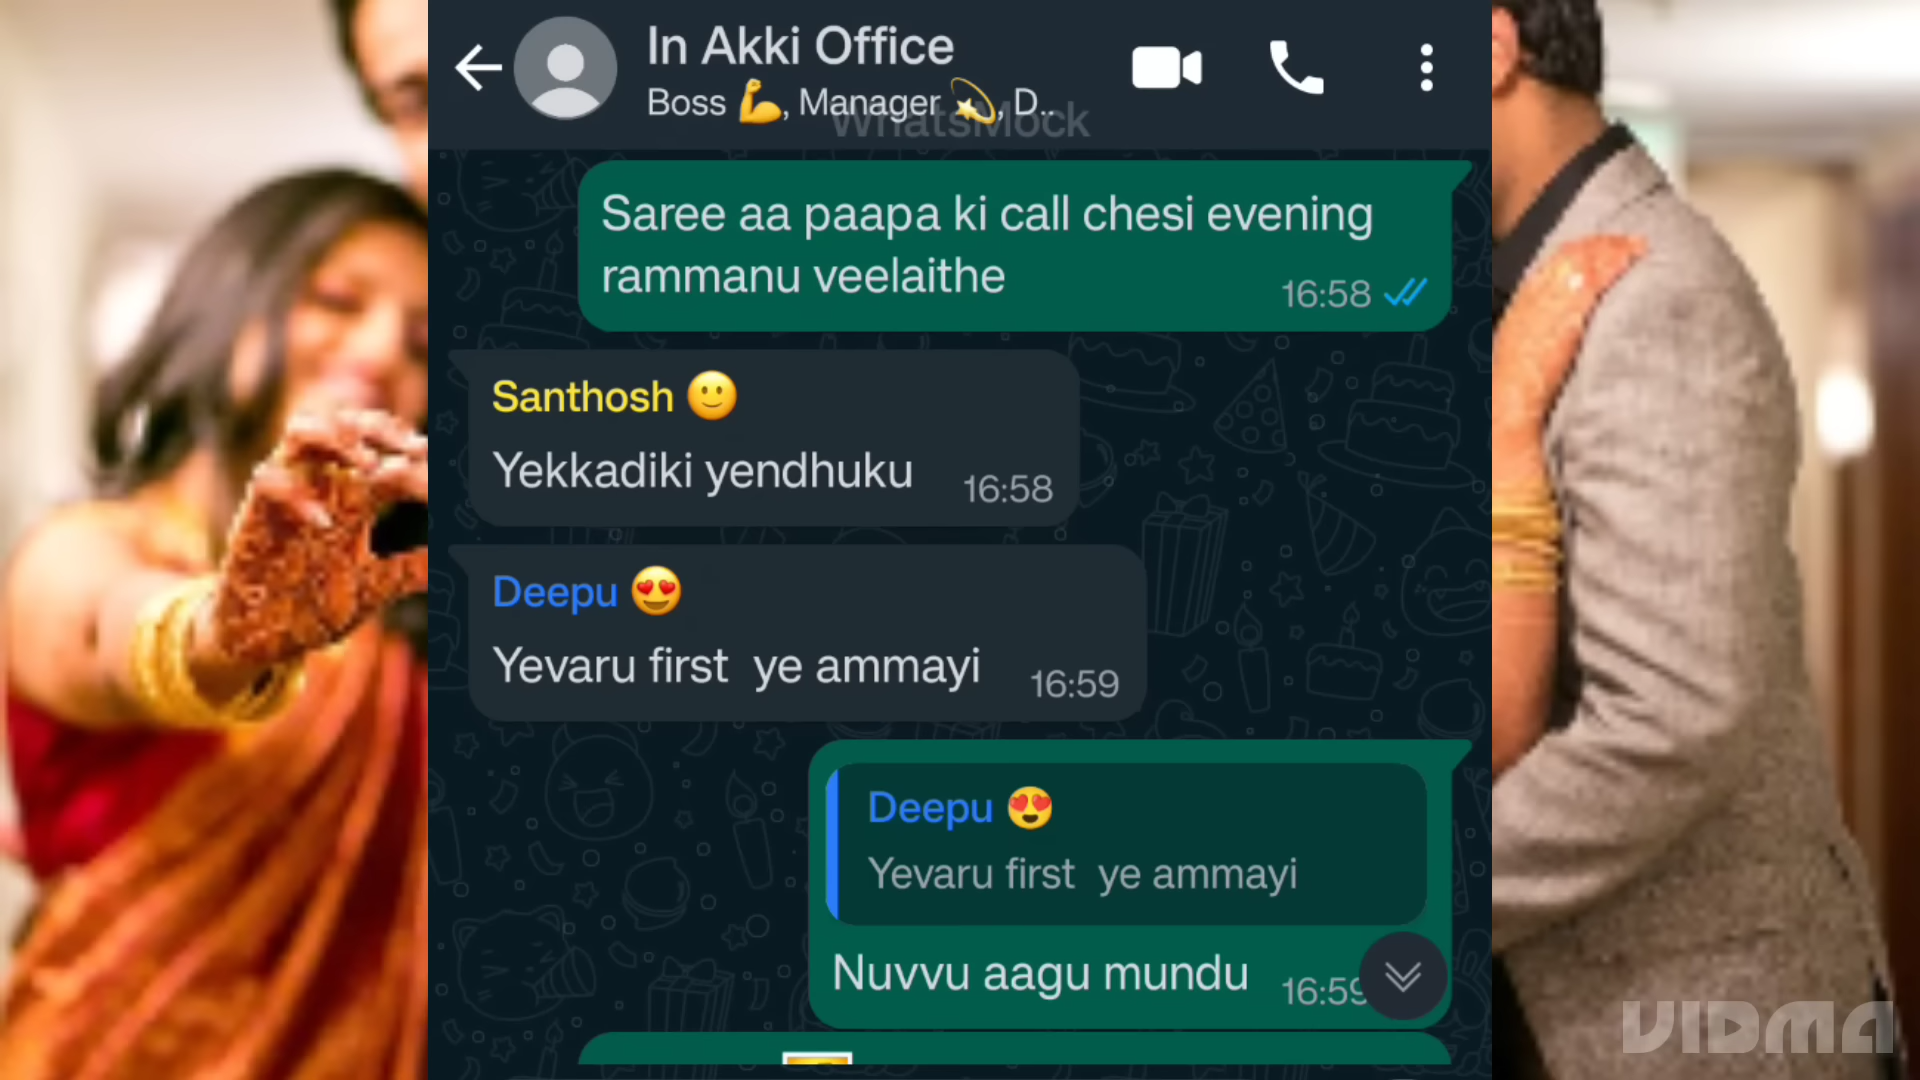 In Akki Office
Boss 💪, Manager 💫, D..
WhatsMock
Saree aa paapa ki call chesi evening
rammanu veelaithe
16:58
Santhosh 🙂
Yekkadiki yendhuku
16:58
Deepu 😍
Yevaru first  ye ammayi
16:59
Deepu 😍
Yevaru first  ye ammayi
Nuvvu aagu mundu
16:59
VIDMA